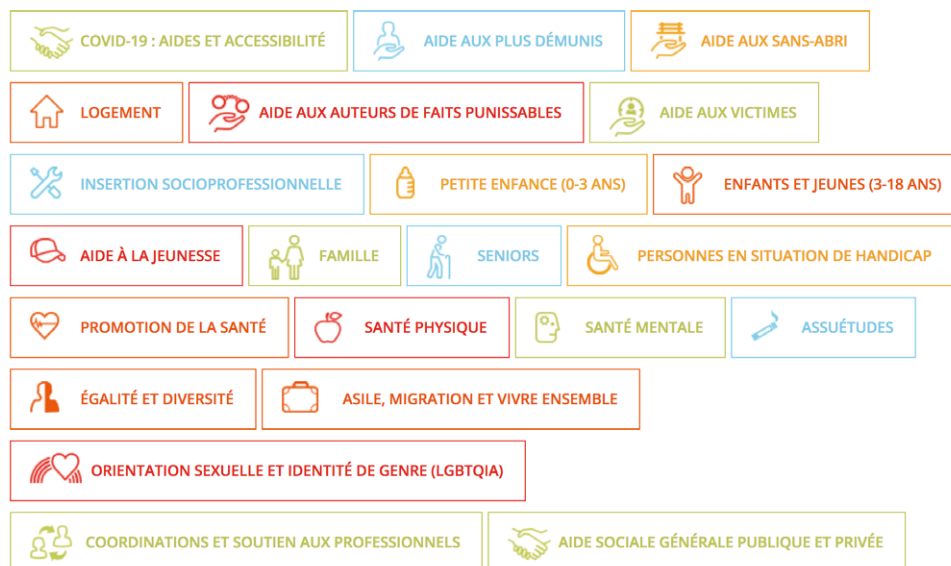 COVID-19 : AIDES ET ACCESSIBILITÉ
AIDE AUX PLUS DÉMUNIS
AIDE AUX SANS-ABRI
LOGEMENT
AIDE AUX AUTEURS DE FAITS PUNISSABLES
AIDE AUX VICTIMES
INSERTION SOCIOPROFESSIONNELLE
PETITE ENFANCE (0-3 ANS)
ENFANTS ET JEUNES (3-18 ANS)
AIDE À LA JEUNESSE
FAMILLE
SENIORS
PERSONNES EN SITUATION DE HANDICAP
PROMOTION DE LA SANTÉ
SANTÉ PHYSIQUE
SANTÉ MENTALE
ASSUÉTUDES
ÉGALITÉ ET DIVERSITÉ
ASILE, MIGRATION ET VIVRE ENSEMBLE
ORIENTATION SEXUELLE ET IDENTITÉ DE GENRE (LGBTQIA)
COORDINATIONS ET SOUTIEN AUX PROFESSIONNELS
AIDE SOCIALE GÉNÉRALE PUBLIQUE ET PRIVÉE